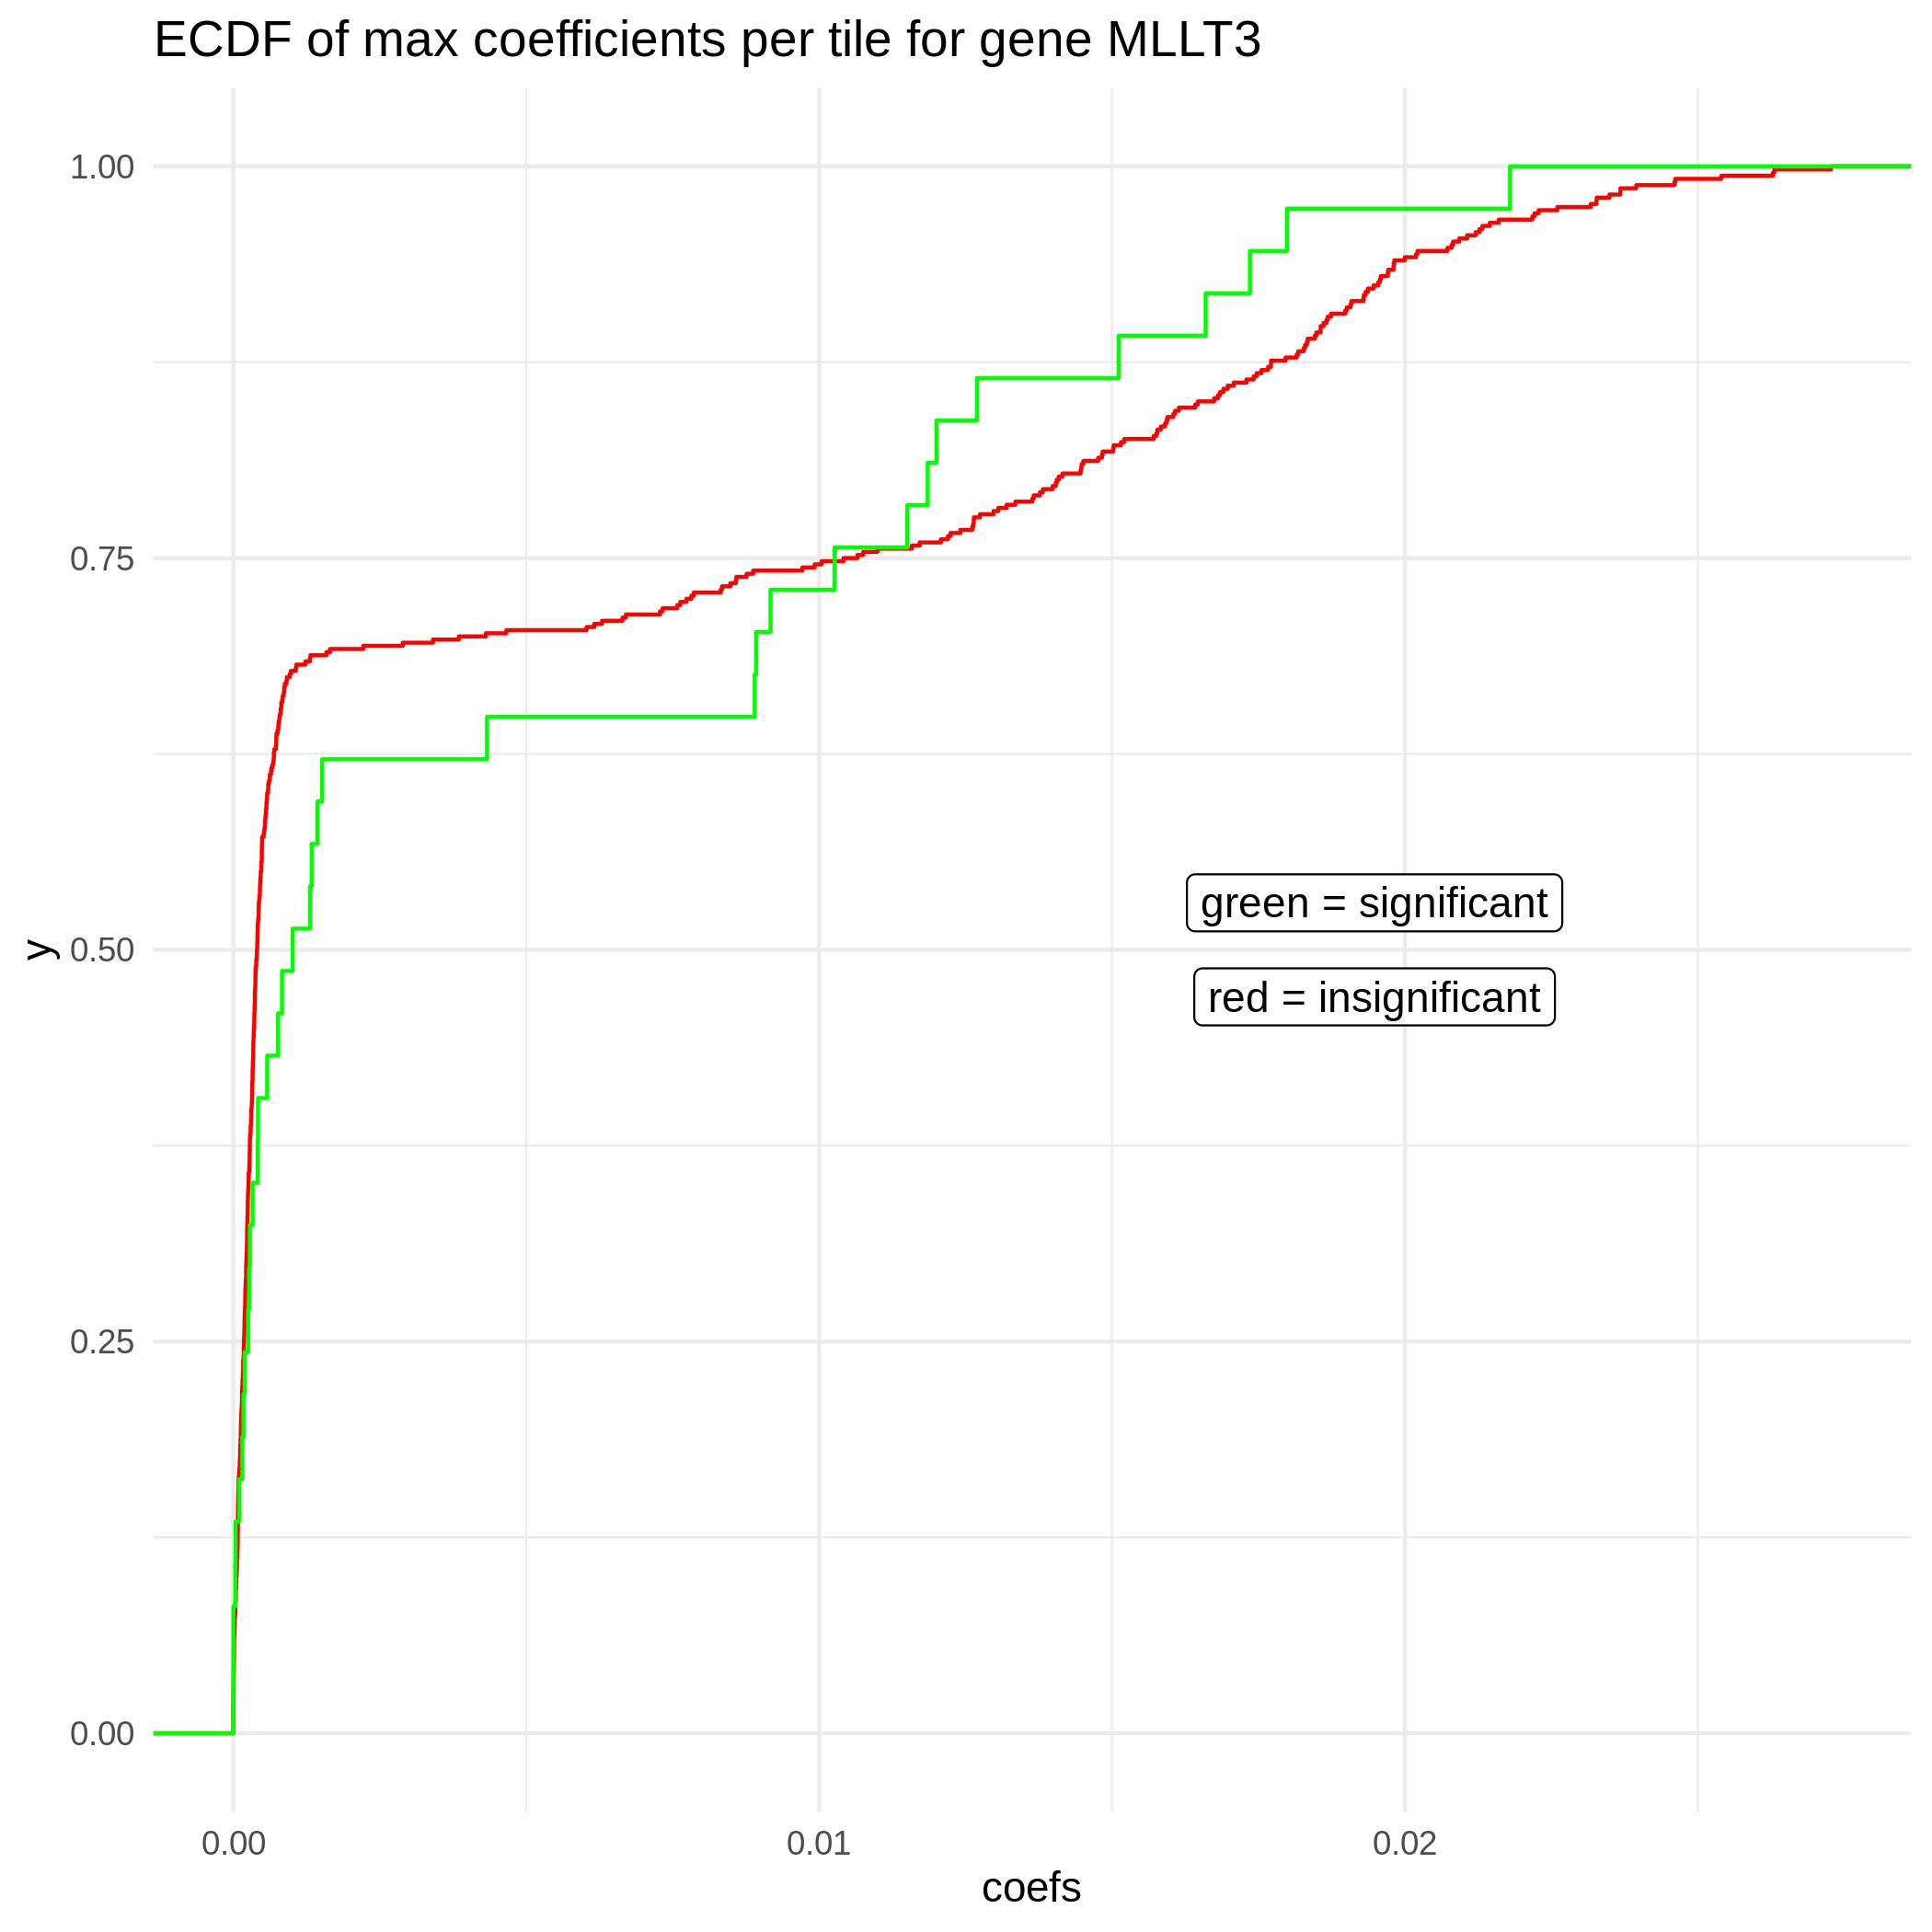 ECDF of max coefficients per tile for gene MLLT3
1.00
0.75
0.50
0.25
0.00
y
green = significant
red = insignificant
0.00 0.01 0.02
coefs